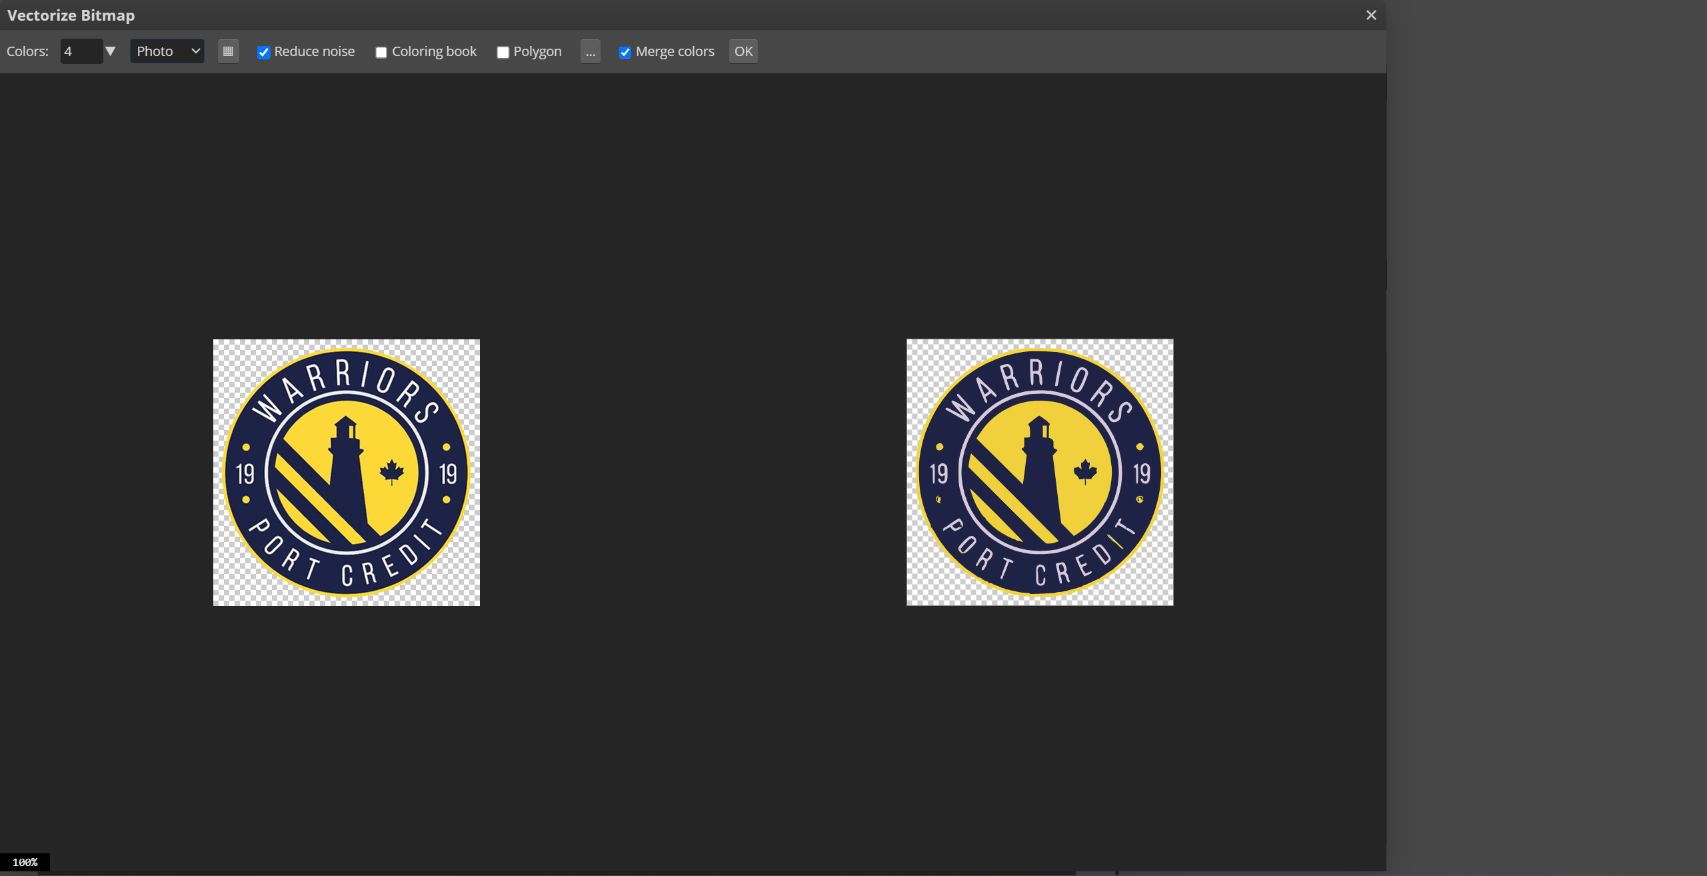 Vectorize Bitmap
Colors: 4 Photo Reduce noise Coloring book Polygon ... Merge colors OK
WARRIORS
19 19
PORT CREDIT
WARRIORS
19 19
PORT CREDIT
100%